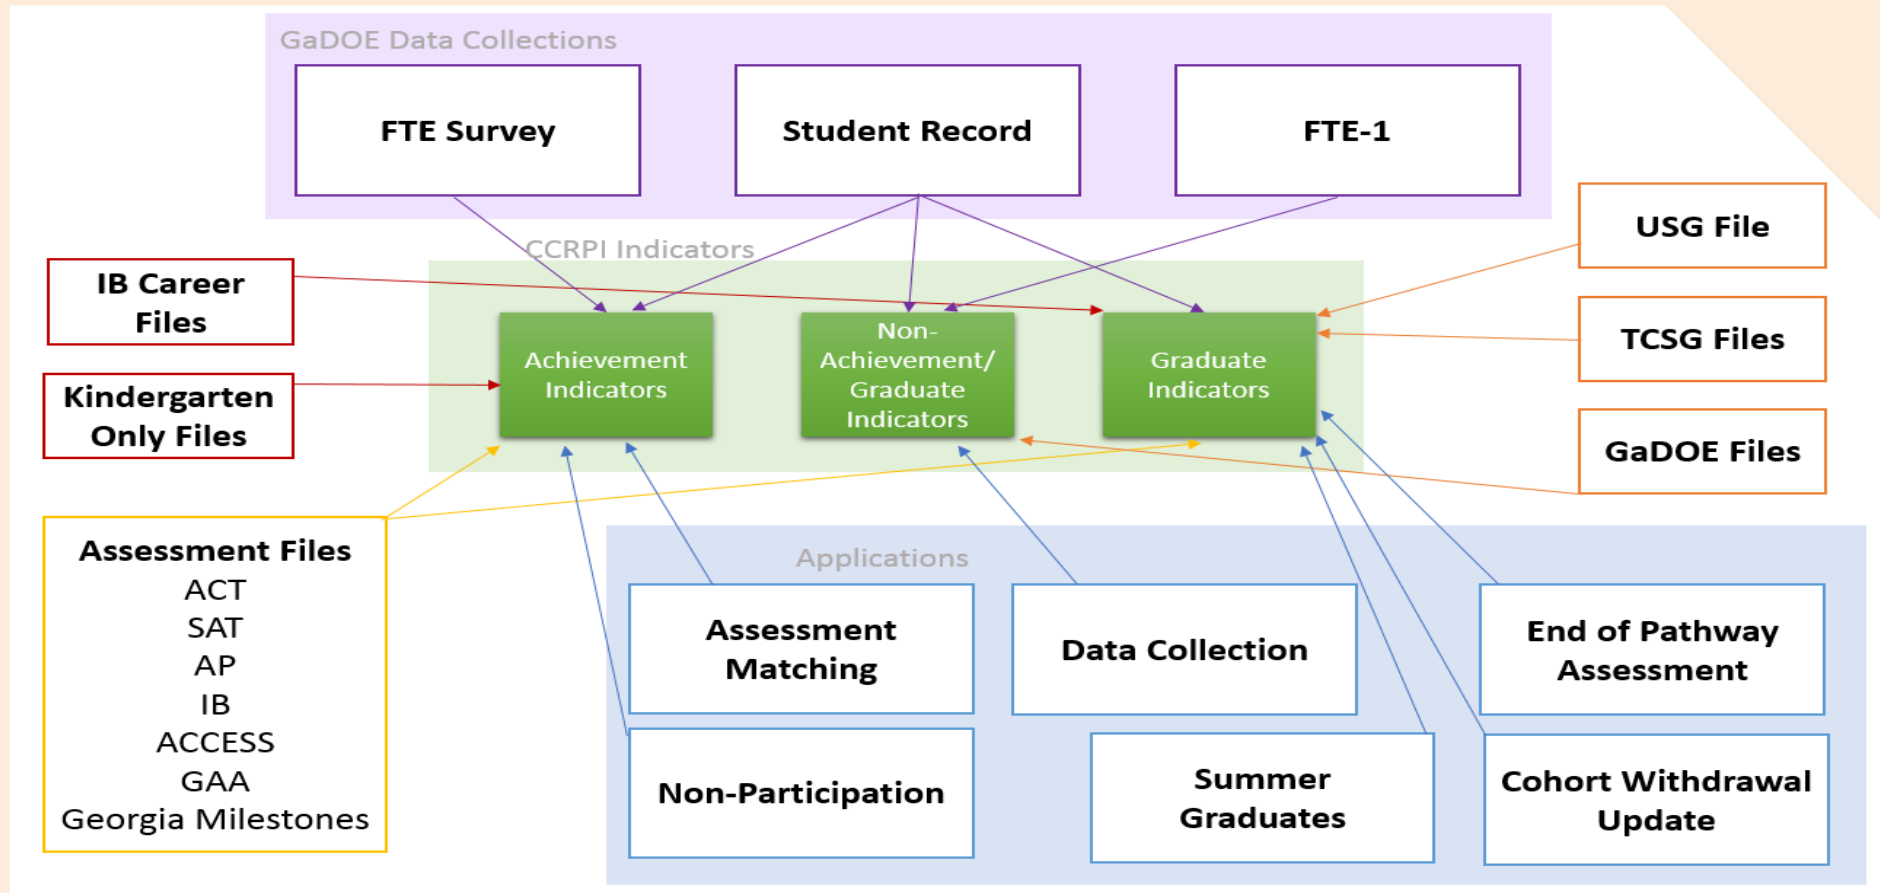 GaDOE Data Collections
FTE Survey
Student Record
FTE-1
USG File
CCRPI Indicators
IB Career
Files
TCSG Files
Achievement
Indicators
Non-
Achievement/
Graduate
Indicators
Graduate
Indicators
Kindergarten
Only Files
GaDOE Files
Assessment Files
ACT
SAT
AP
IB
ACCESS
GAA
Georgia Milestones
Applications
Assessment
Matching
Data Collection
End of Pathway
Assessment
Non-Participation
Summer
Graduates
Cohort Withdrawal
Update